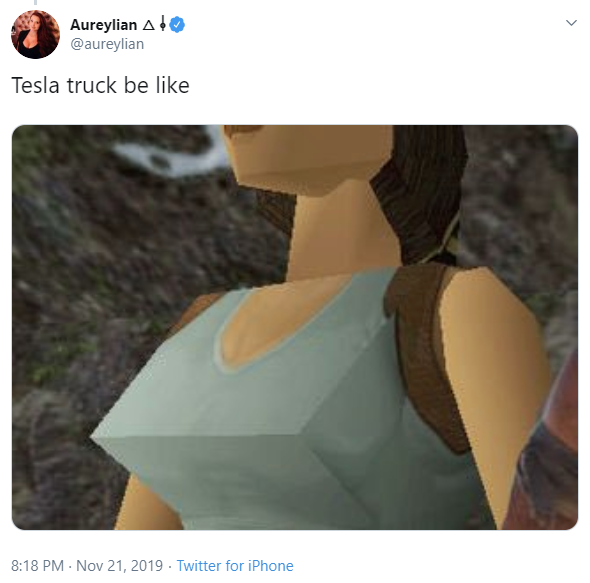 Aureylian
@aureylian
Tesla truck be like
8:18 PM · Nov 21, 2019 · Twitter for iPhone